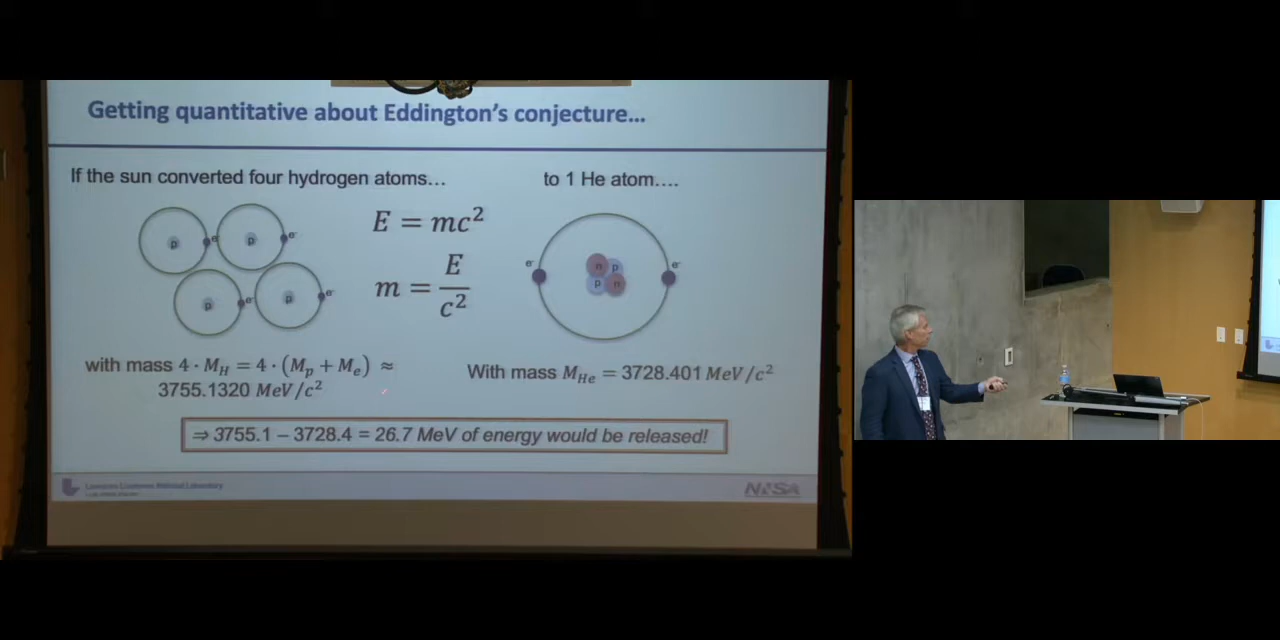 Getting quantitative about Eddington's conjecture...
If the sun converted four hydrogen atoms...
to 1 He atom....
E = mc²
m = E/c²
p e⁻ p e⁻
p e⁻ p e⁻
e⁻ n p e⁻
p n
with mass 4 · M_H = 4 · (M_p + M_e) ≈
3755.1320 MeV/c²
With mass M_He = 3728.401 MeV/c²
⇒ 3755.1 − 3728.4 = 26.7 MeV of energy would be released!
Lawrence Livermore National Laboratory
NNSA